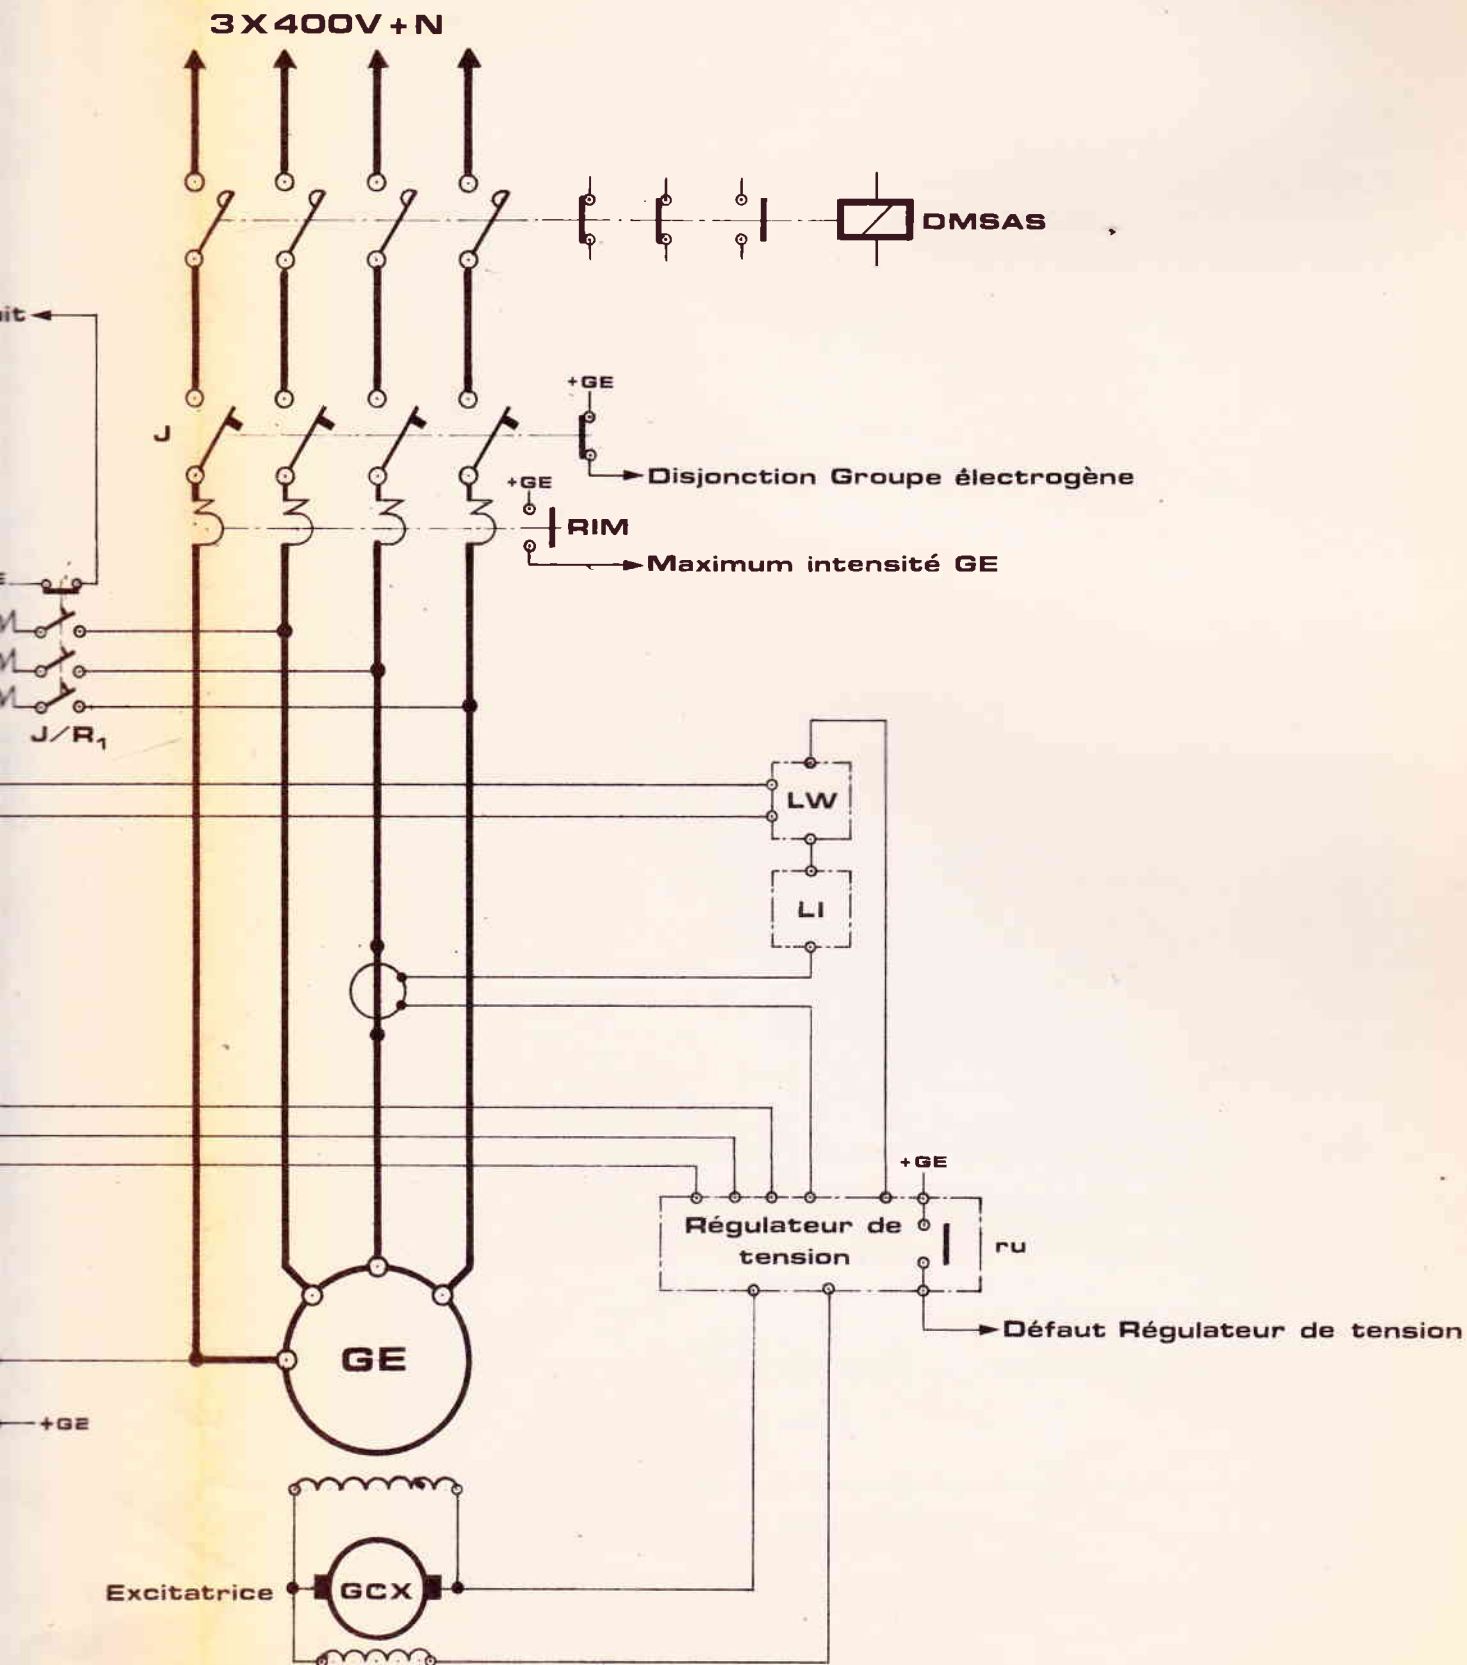 3X400V+N
DMSAS
+GE
J
Disjonction Groupe électrogène
+GE
RIM
Maximum intensité GE
J/R₁
LW
LI
+GE
Régulateur de
tension
ru
Défaut Régulateur de tension
GE
+GE
Excitatrice
GCX